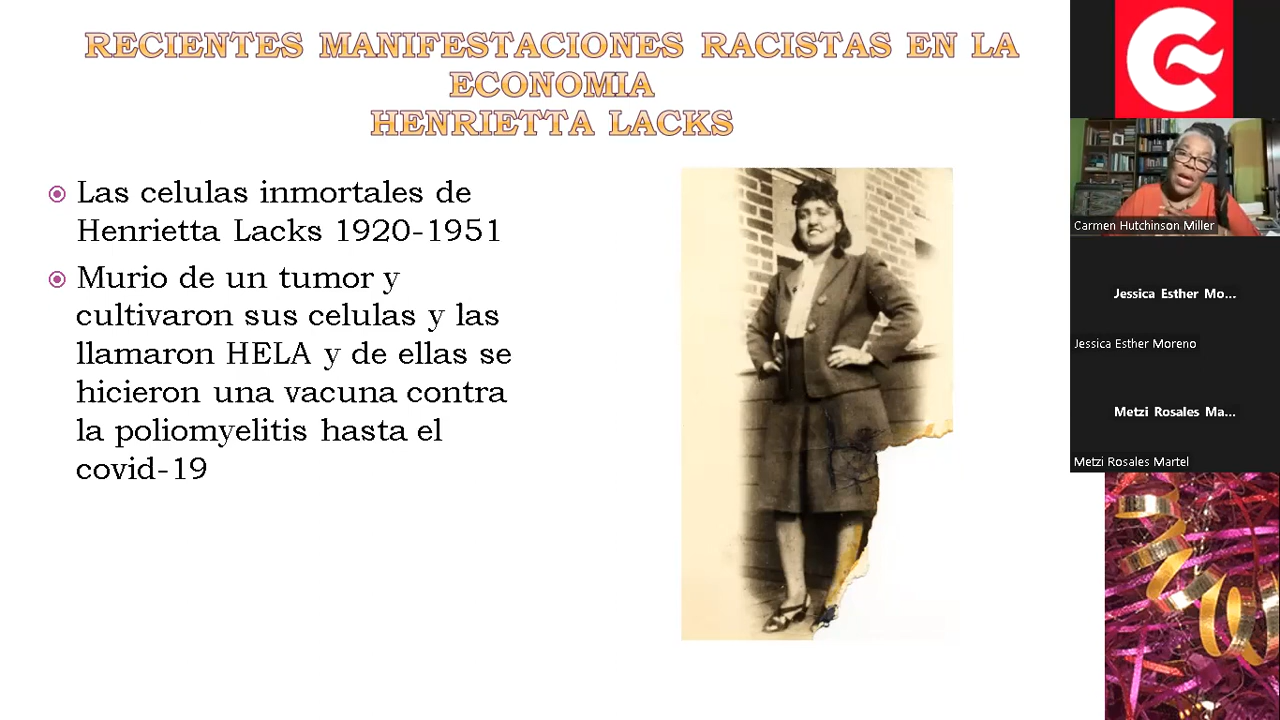 RECIENTES MANIFESTACIONES RACISTAS EN LA
ECONOMIA
HENRIETTA LACKS
Las celulas inmortales de
Henrietta Lacks 1920-1951
Murio de un tumor y
cultivaron sus celulas y las
llamaron HELA y de ellas se
hicieron una vacuna contra
la poliomyelitis hasta el
covid-19
Carmen Hutchinson Miller
Jessica Esther Mo...
Jessica Esther Moreno
Metzi Rosales Ma...
Metzi Rosales Martel